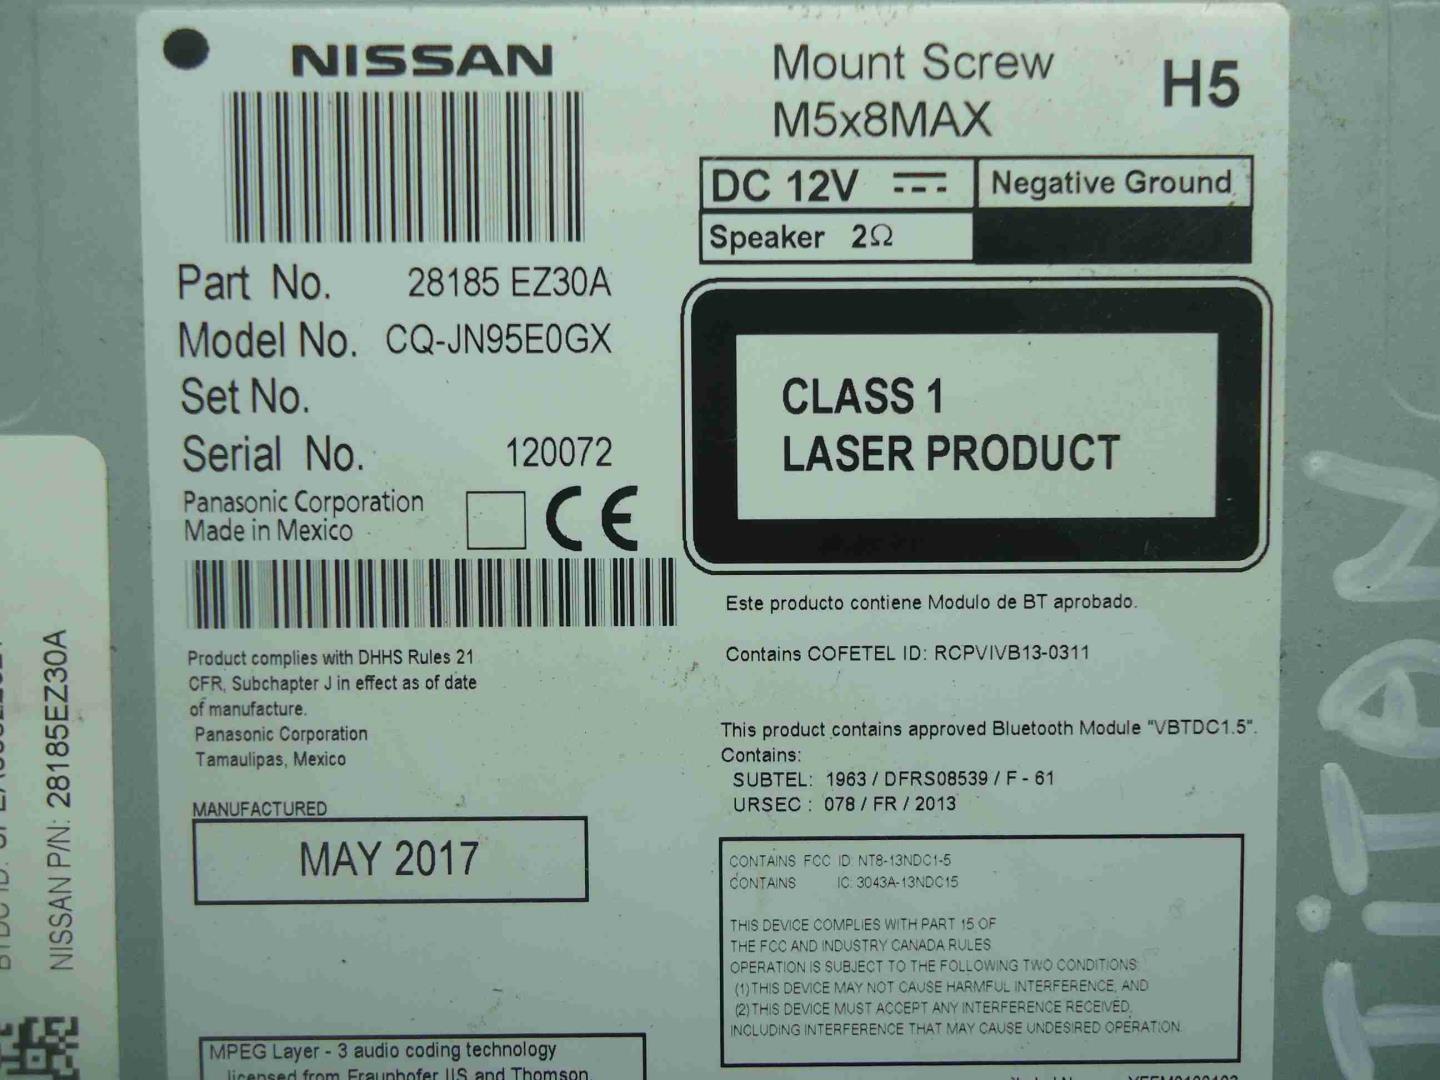 NISSAN
Mount Screw
M5x8MAX
H5
DC 12V
Negative Ground
Speaker 2Ω
Part No. 28185 EZ30A
Model No. CQ-JN95E0GX
Set No.
Serial No. 120072
Panasonic Corporation
Made in Mexico
CE
CLASS 1
LASER PRODUCT
Product complies with DHHS Rules 21
CFR, Subchapter J in effect as of date
of manufacture.
Panasonic Corporation
Tamaulipas, Mexico
MANUFACTURED
MAY 2017
MPEG Layer - 3 audio coding technology
licensed from Fraunhofer IIS and Thomson.
Este producto contiene Modulo de BT aprobado.
Contains COFETEL ID: RCPVIVB13-0311
This product contains approved Bluetooth Module "VBTDC1.5".
Contains:
SUBTEL: 1963 / DFRS08539 / F - 61
URSEC : 078 / FR / 2013
CONTAINS FCC ID: NT8-13NDC1-5
CONTAINS IC: 3043A-13NDC15
THIS DEVICE COMPLIES WITH PART 15 OF
THE FCC AND INDUSTRY CANADA RULES
OPERATION IS SUBJECT TO THE FOLLOWING TWO CONDITIONS:
(1)THIS DEVICE MAY NOT CAUSE HARMFUL INTERFERENCE, AND
(2)THIS DEVICE MUST ACCEPT ANY INTERFERENCE RECEIVED,
INCLUDING INTERFERENCE THAT MAY CAUSE UNDESIRED OPERATION.
NISSAN P/N: 28185EZ30A
TiTAN